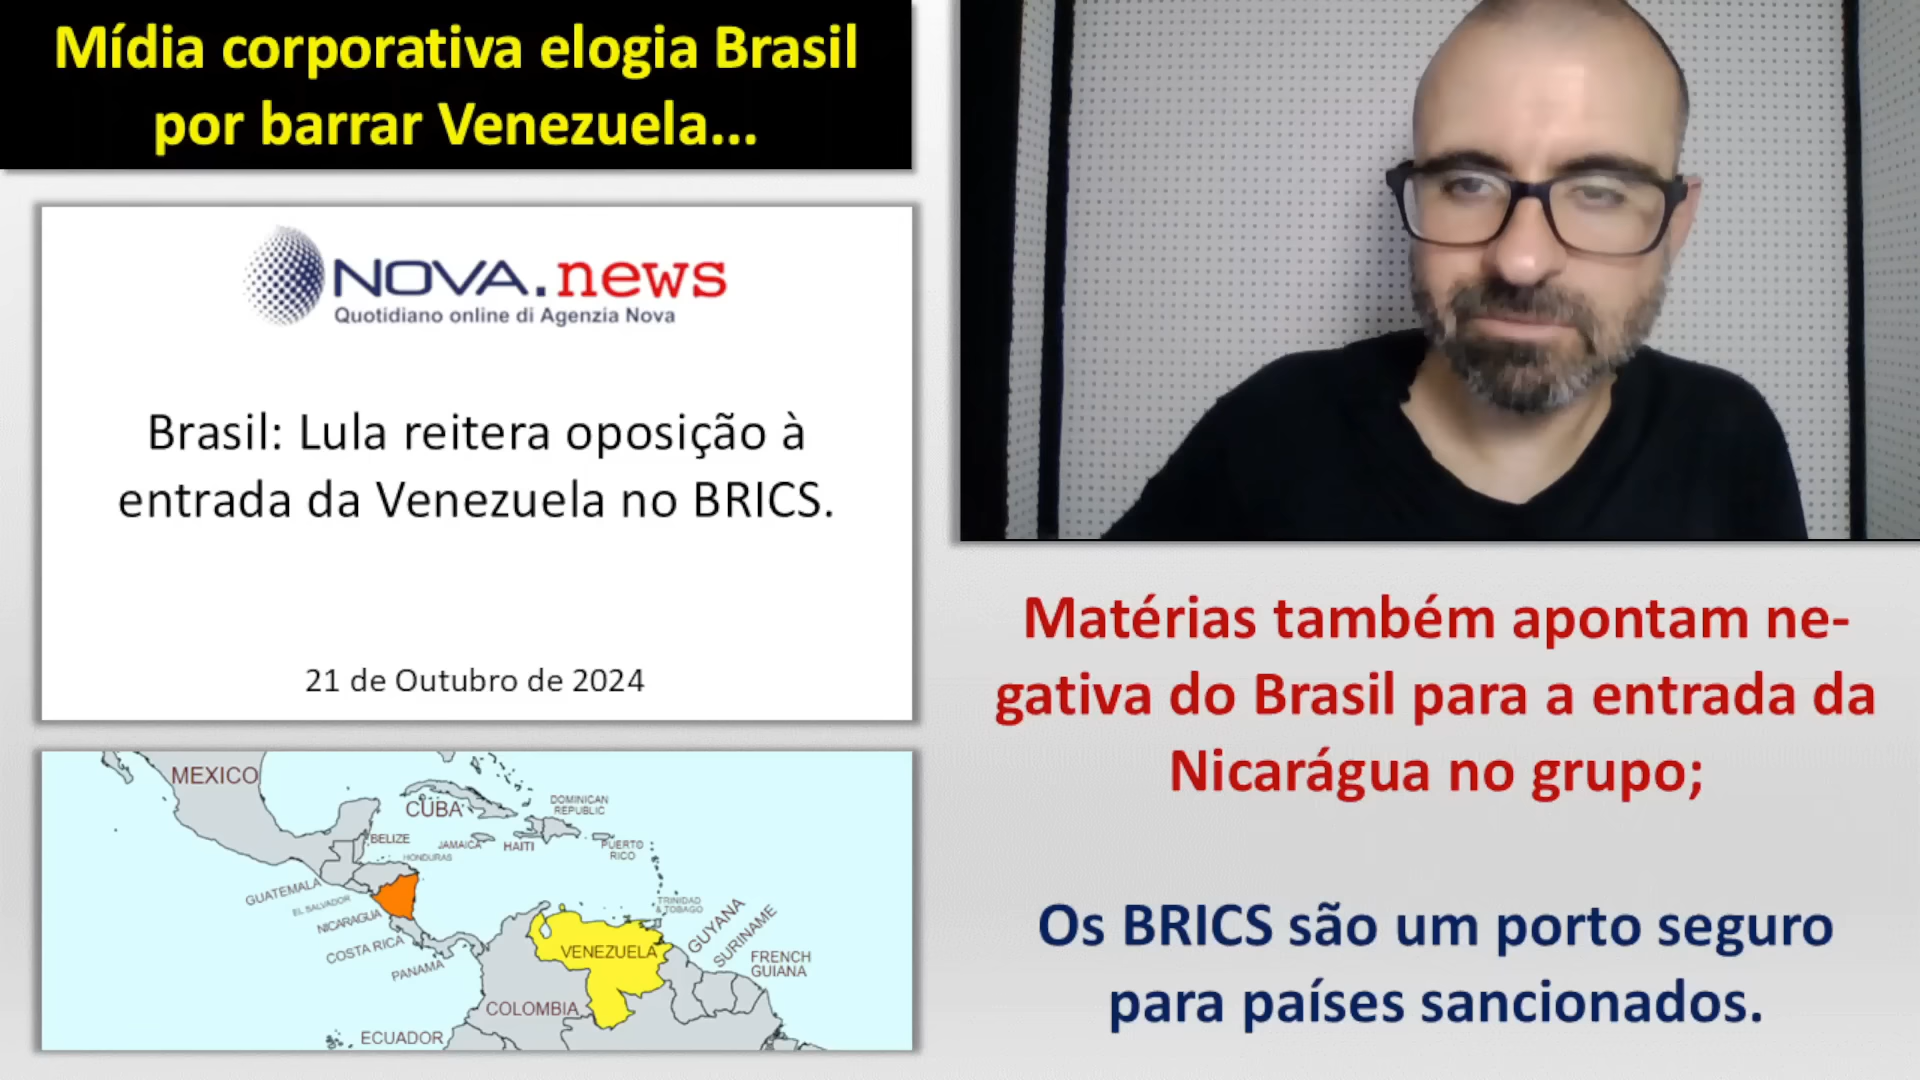 Mídia corporativa elogia Brasil
por barrar Venezuela...
NOVA.news
Quotidiano online di Agenzia Nova
Brasil: Lula reitera oposição à
entrada da Venezuela no BRICS.
21 de Outubro de 2024
MEXICO
CUBA
DOMINICAN
REPUBLIC
BELIZE
JAMAICA
HAITI
PUERTO
RICO
HONDURAS
GUATEMALA
EL SALVADOR
NICARAGUA
COSTA RICA
PANAMA
TRINIDAD
& TOBAGO
GUYANA
SURINAME
VENEZUELA
FRENCH
GUIANA
COLOMBIA
ECUADOR
Matérias também apontam ne-
gativa do Brasil para a entrada da
Nicarágua no grupo;
Os BRICS são um porto seguro
para países sancionados.